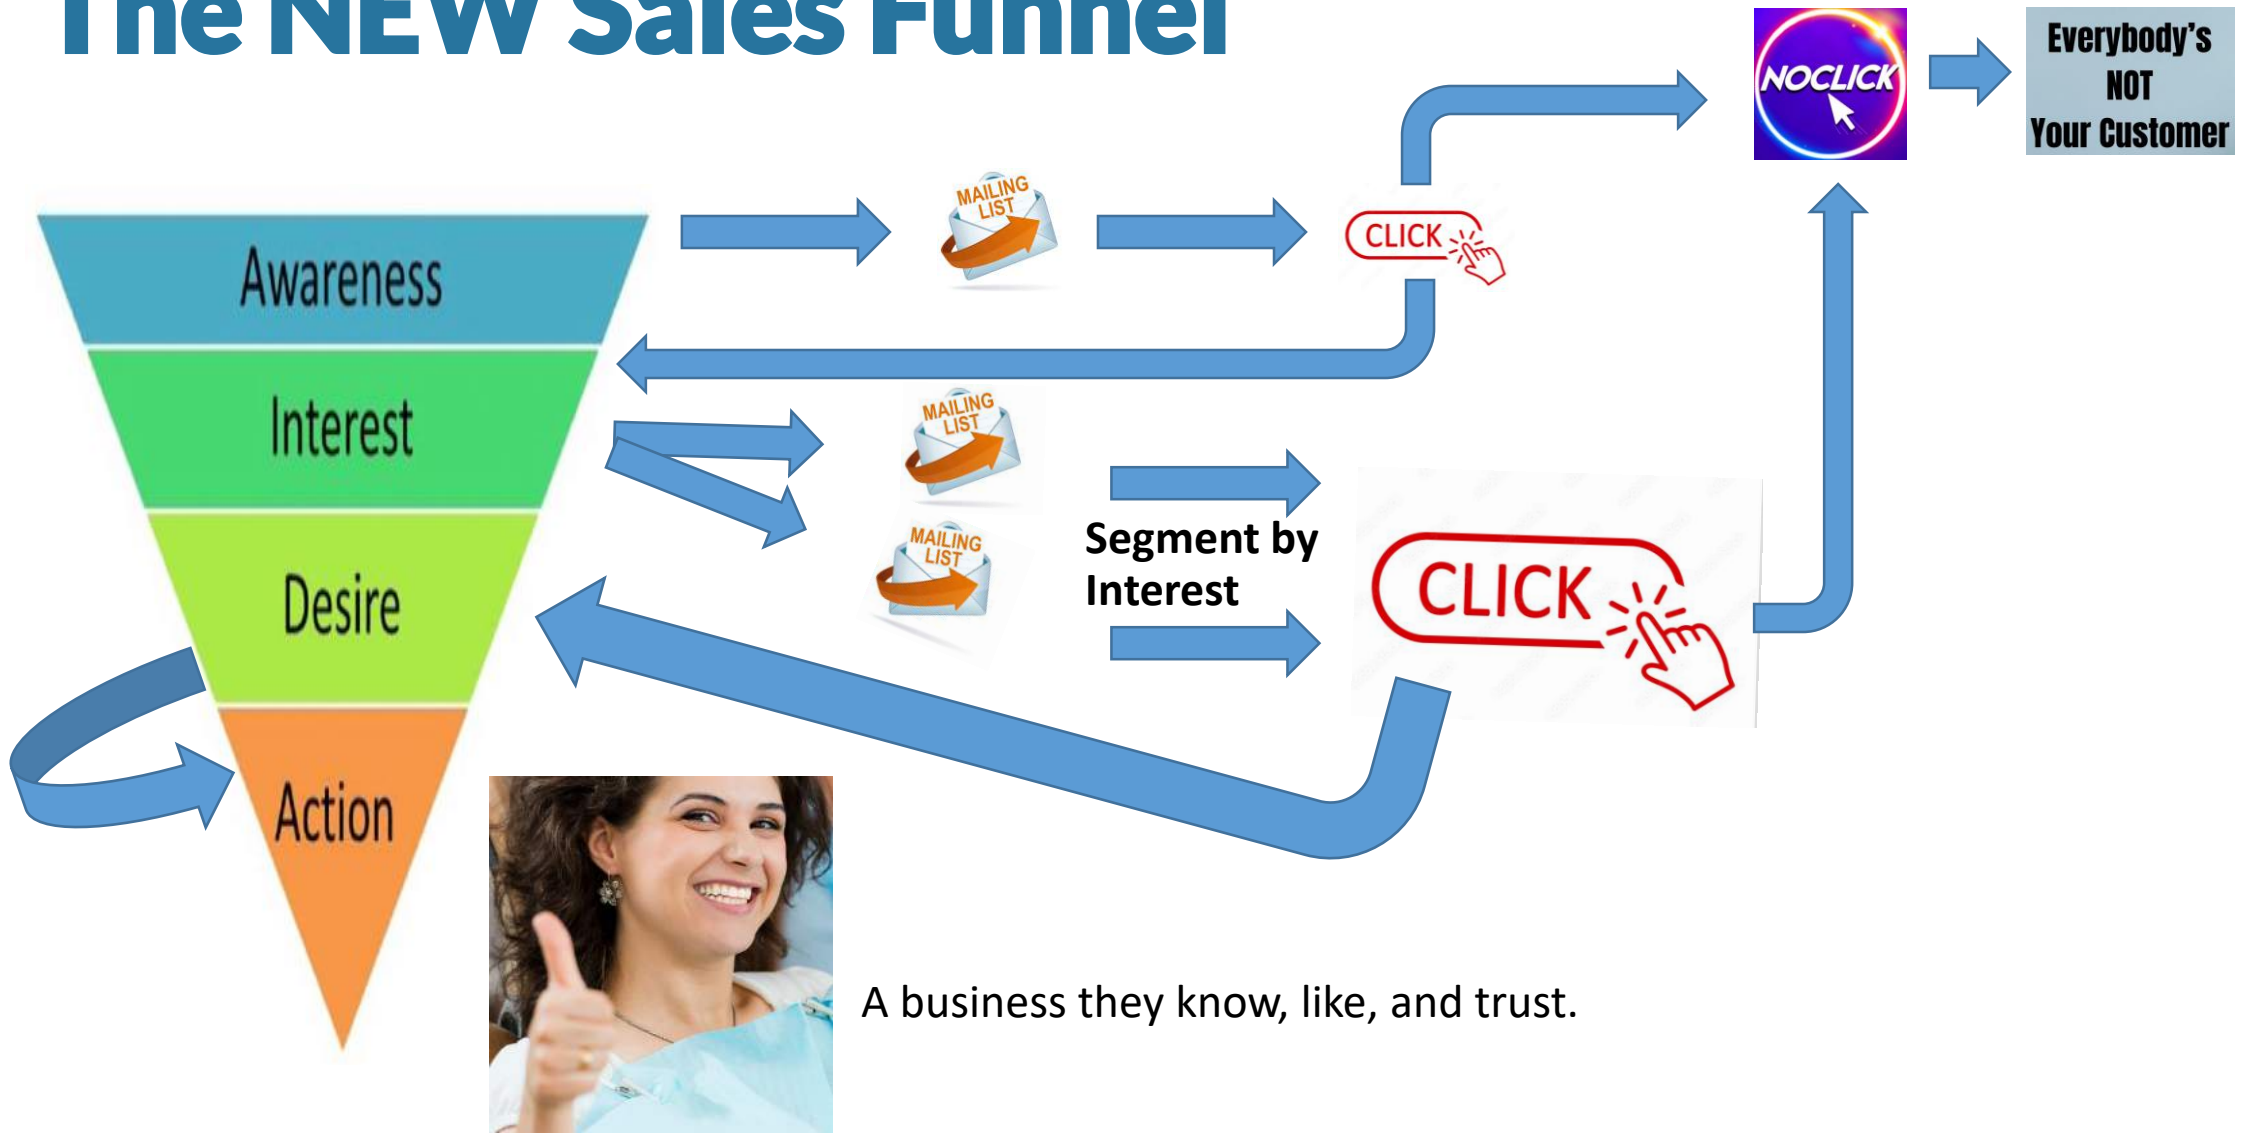 The NEW Sales Funnel
NOCLICK
Everybody's
NOT
Your Customer
MAILING
LIST
CLICK
Awareness
Interest
MAILING
LIST
MAILING
LIST
Segment by
Interest
CLICK
Desire
Action
A business they know, like, and trust.